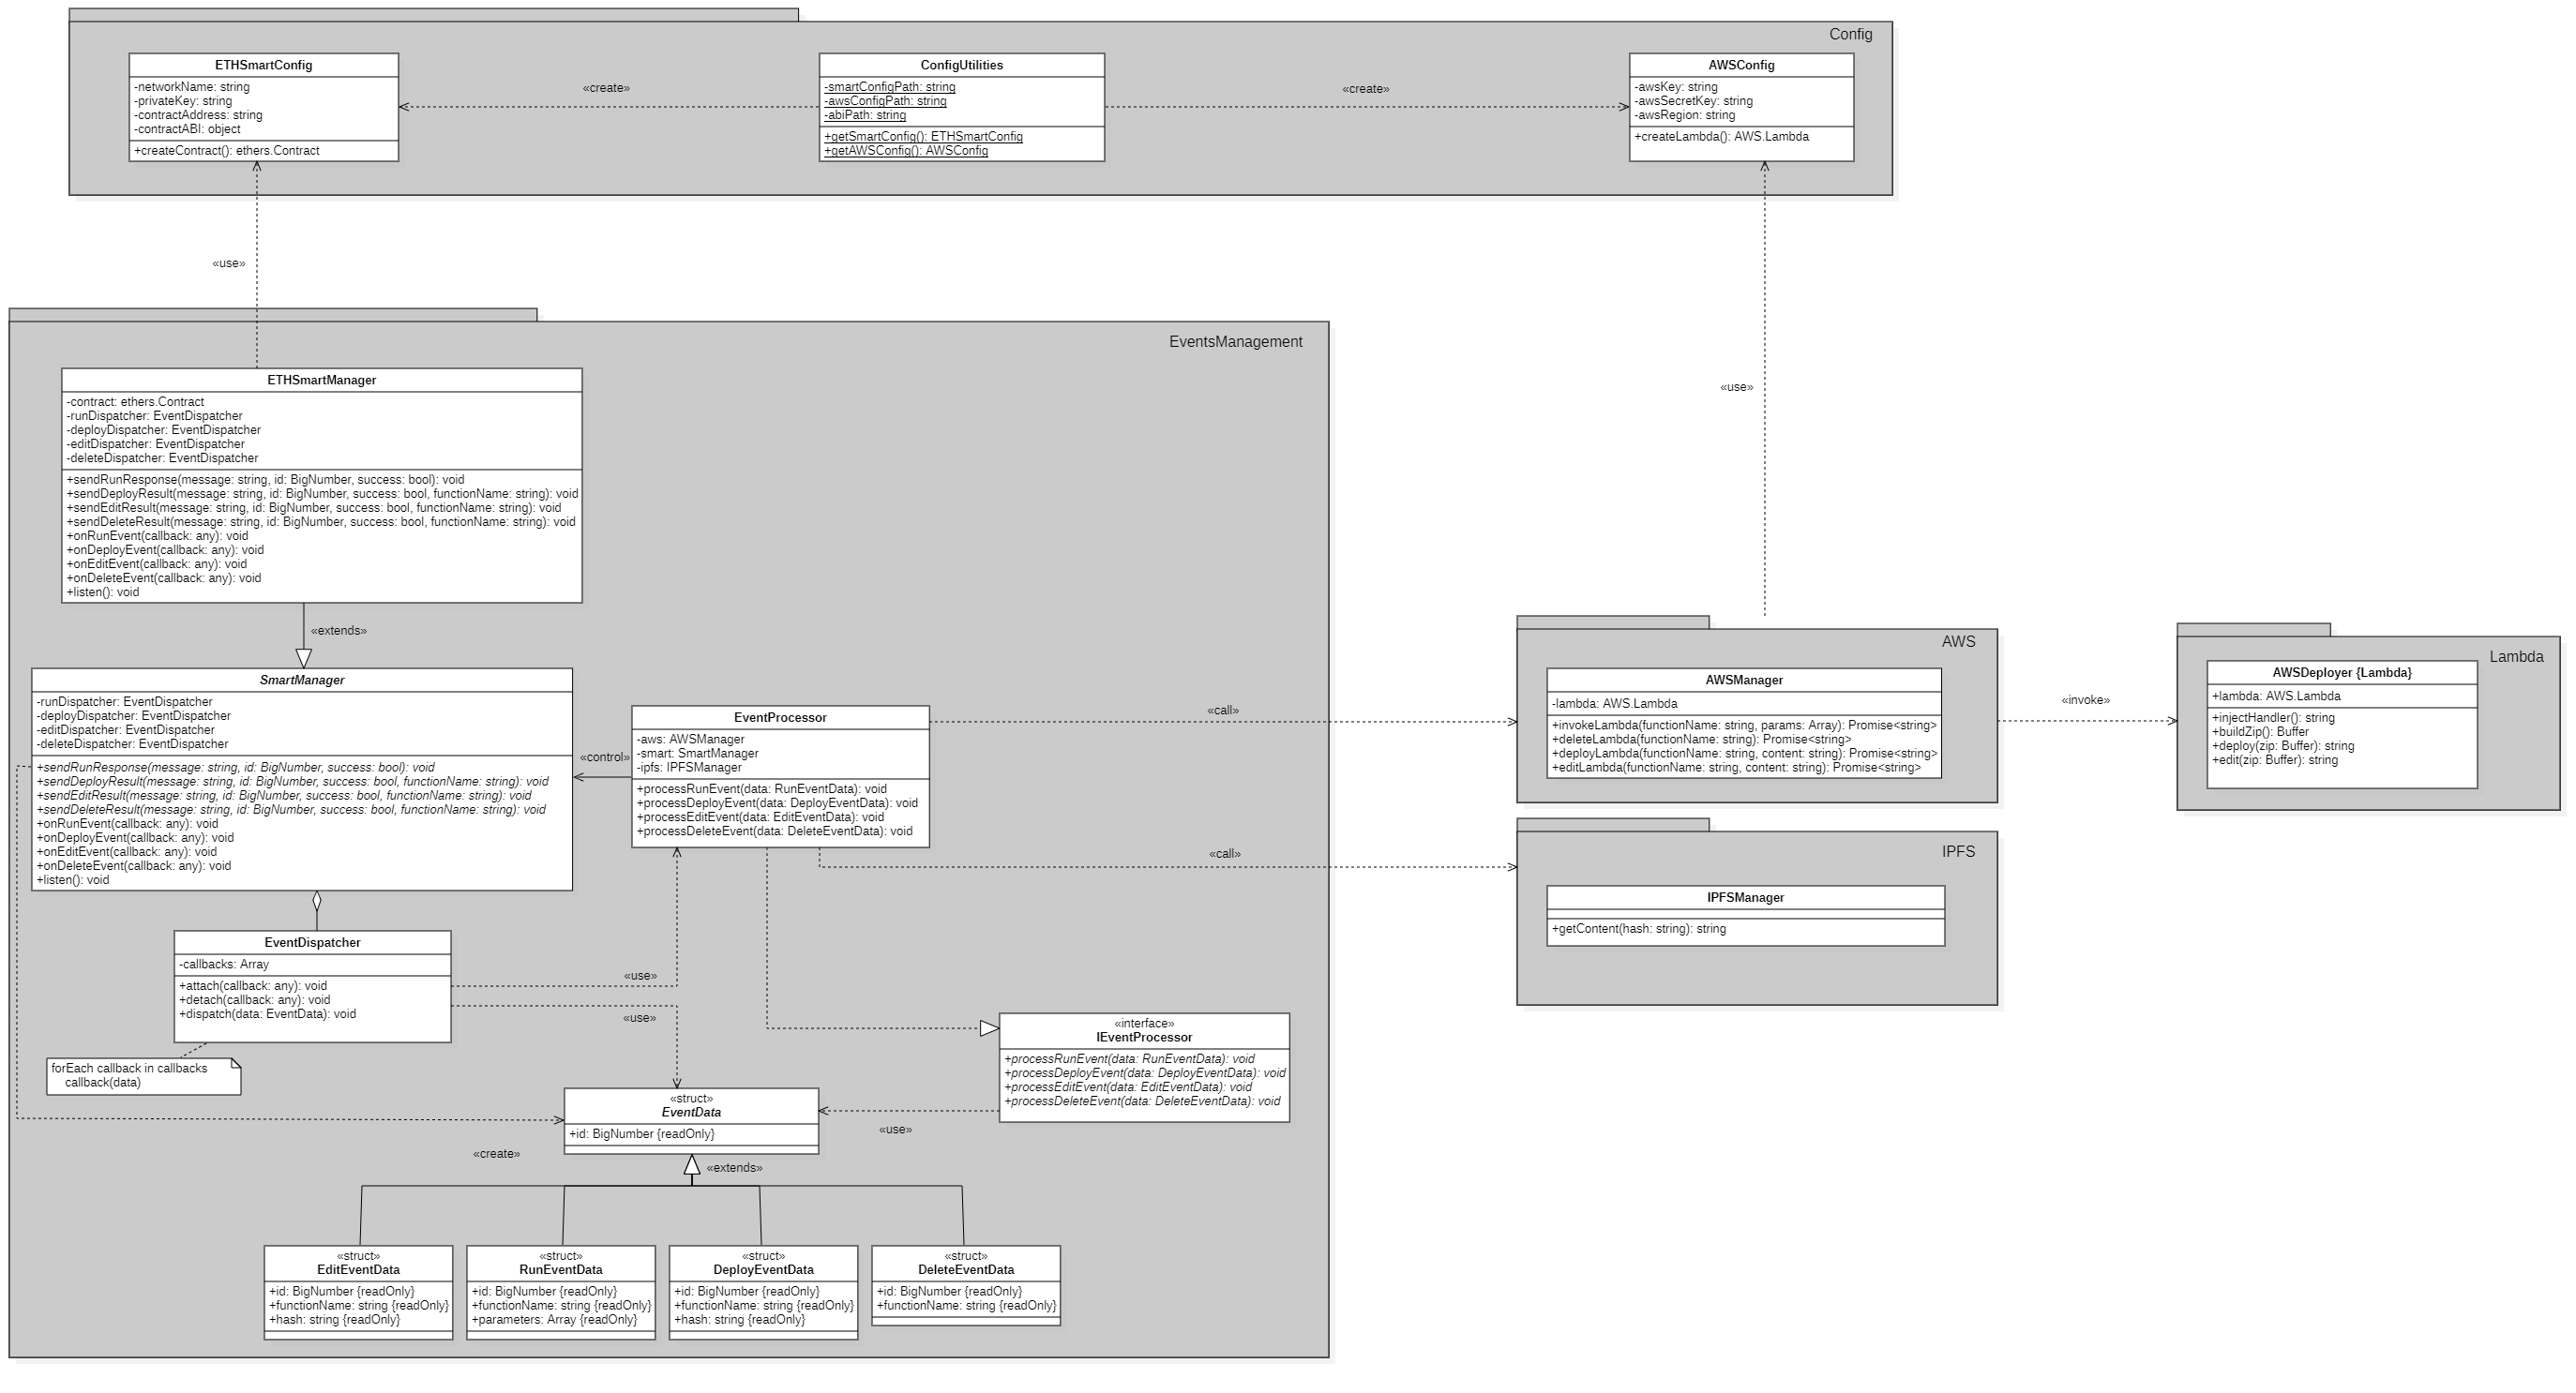 Config
ETHSmartConfig
-networkName: string
-privateKey: string
-contractAddress: string
-contractABI: object
+createContract(): ethers.Contract
«create»
ConfigUtilities
-smartConfigPath: string
-awsConfigPath: string
-abiPath: string
+getSmartConfig(): ETHSmartConfig
+getAWSConfig(): AWSConfig
«create»
AWSConfig
-awsKey: string
-awsSecretKey: string
-awsRegion: string
+createLambda(): AWS.Lambda
«use»
«use»
EventsManagement
ETHSmartManager
-contract: ethers.Contract
-runDispatcher: EventDispatcher
-deployDispatcher: EventDispatcher
-editDispatcher: EventDispatcher
-deleteDispatcher: EventDispatcher
+sendRunResponse(message: string, id: BigNumber, success: bool): void
+sendDeployResult(message: string, id: BigNumber, success: bool, functionName: string): void
+sendEditResult(message: string, id: BigNumber, success: bool, functionName: string): void
+sendDeleteResult(message: string, id: BigNumber, success: bool, functionName: string): void
+onRunEvent(callback: any): void
+onDeployEvent(callback: any): void
+onEditEvent(callback: any): void
+onDeleteEvent(callback: any): void
+listen(): void
«extends»
SmartManager
-runDispatcher: EventDispatcher
-deployDispatcher: EventDispatcher
-editDispatcher: EventDispatcher
-deleteDispatcher: EventDispatcher
+sendRunResponse(message: string, id: BigNumber, success: bool): void
+sendDeployResult(message: string, id: BigNumber, success: bool, functionName: string): void
+sendEditResult(message: string, id: BigNumber, success: bool, functionName: string): void
+sendDeleteResult(message: string, id: BigNumber, success: bool, functionName: string): void
+onRunEvent(callback: any): void
+onDeployEvent(callback: any): void
+onEditEvent(callback: any): void
+onDeleteEvent(callback: any): void
+listen(): void
«control»
EventProcessor
-aws: AWSManager
-smart: SmartManager
-ipfs: IPFSManager
+processRunEvent(data: RunEventData): void
+processDeployEvent(data: DeployEventData): void
+processEditEvent(data: EditEventData): void
+processDeleteEvent(data: DeleteEventData): void
«call»
«call»
AWS
AWSManager
-lambda: AWS.Lambda
+invokeLambda(functionName: string, params: Array): Promise<string>
+deleteLambda(functionName: string): Promise<string>
+deployLambda(functionName: string, content: string): Promise<string>
+editLambda(functionName: string, content: string): Promise<string>
«invoke»
Lambda
AWSDeployer {Lambda}
+lambda: AWS.Lambda
+injectHandler(): string
+buildZip(): Buffer
+deploy(zip: Buffer): string
+edit(zip: Buffer): string
IPFS
IPFSManager
+getContent(hash: string): string
EventDispatcher
-callbacks: Array
+attach(callback: any): void
+detach(callback: any): void
+dispatch(data: EventData): void
«use»
«use»
forEach callback in callbacks
callback(data)
«interface»
IEventProcessor
+processRunEvent(data: RunEventData): void
+processDeployEvent(data: DeployEventData): void
+processEditEvent(data: EditEventData): void
+processDeleteEvent(data: DeleteEventData): void
«struct»
EventData
+id: BigNumber {readOnly}
«use»
«create»
«extends»
«struct»
EditEventData
+id: BigNumber {readOnly}
+functionName: string {readOnly}
+hash: string {readOnly}
«struct»
RunEventData
+id: BigNumber {readOnly}
+functionName: string {readOnly}
+parameters: Array {readOnly}
«struct»
DeployEventData
+id: BigNumber {readOnly}
+functionName: string {readOnly}
+hash: string {readOnly}
«struct»
DeleteEventData
+id: BigNumber {readOnly}
+functionName: string {readOnly}